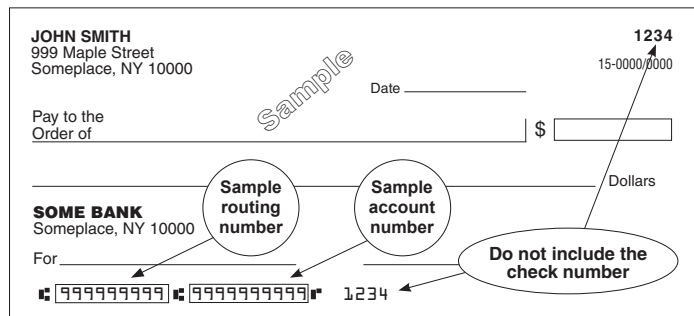 JOHN SMITH
999 Maple Street
Someplace, NY 10000
1234
15-0000/0000
Sample
Date
Pay to the
Order of
$
Dollars
Sample
routing
number
Sample
account
number
SOME BANK
Someplace, NY 10000
For
Do not include the
check number
⑆999999999⑆ 9999999999⑈ 1234